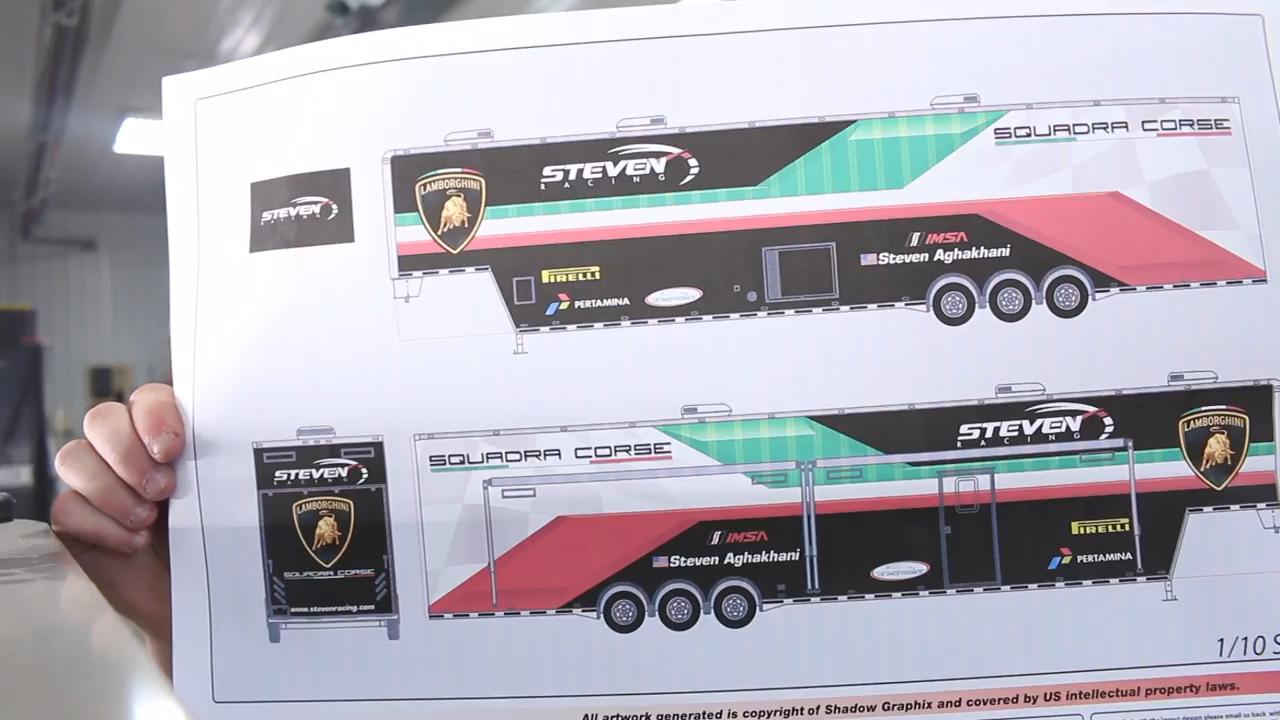 SQUADRA CORSE
STEVEN
RACING
LAMBORGHINI
STEVEN
RACING
IMSA
Steven Aghakhani
PIRELLI
PERTAMINA
STEVEN
RACING
LAMBORGHINI
SQUADRA CORSE
STEVEN
RACING
LAMBORGHINI
SQUADRA CORSE
www.stevenracing.com
IMSA
Steven Aghakhani
PIRELLI
PERTAMINA
1/10 S
All artwork generated is copyright of Shadow Graphix and covered by US intellectual property laws.